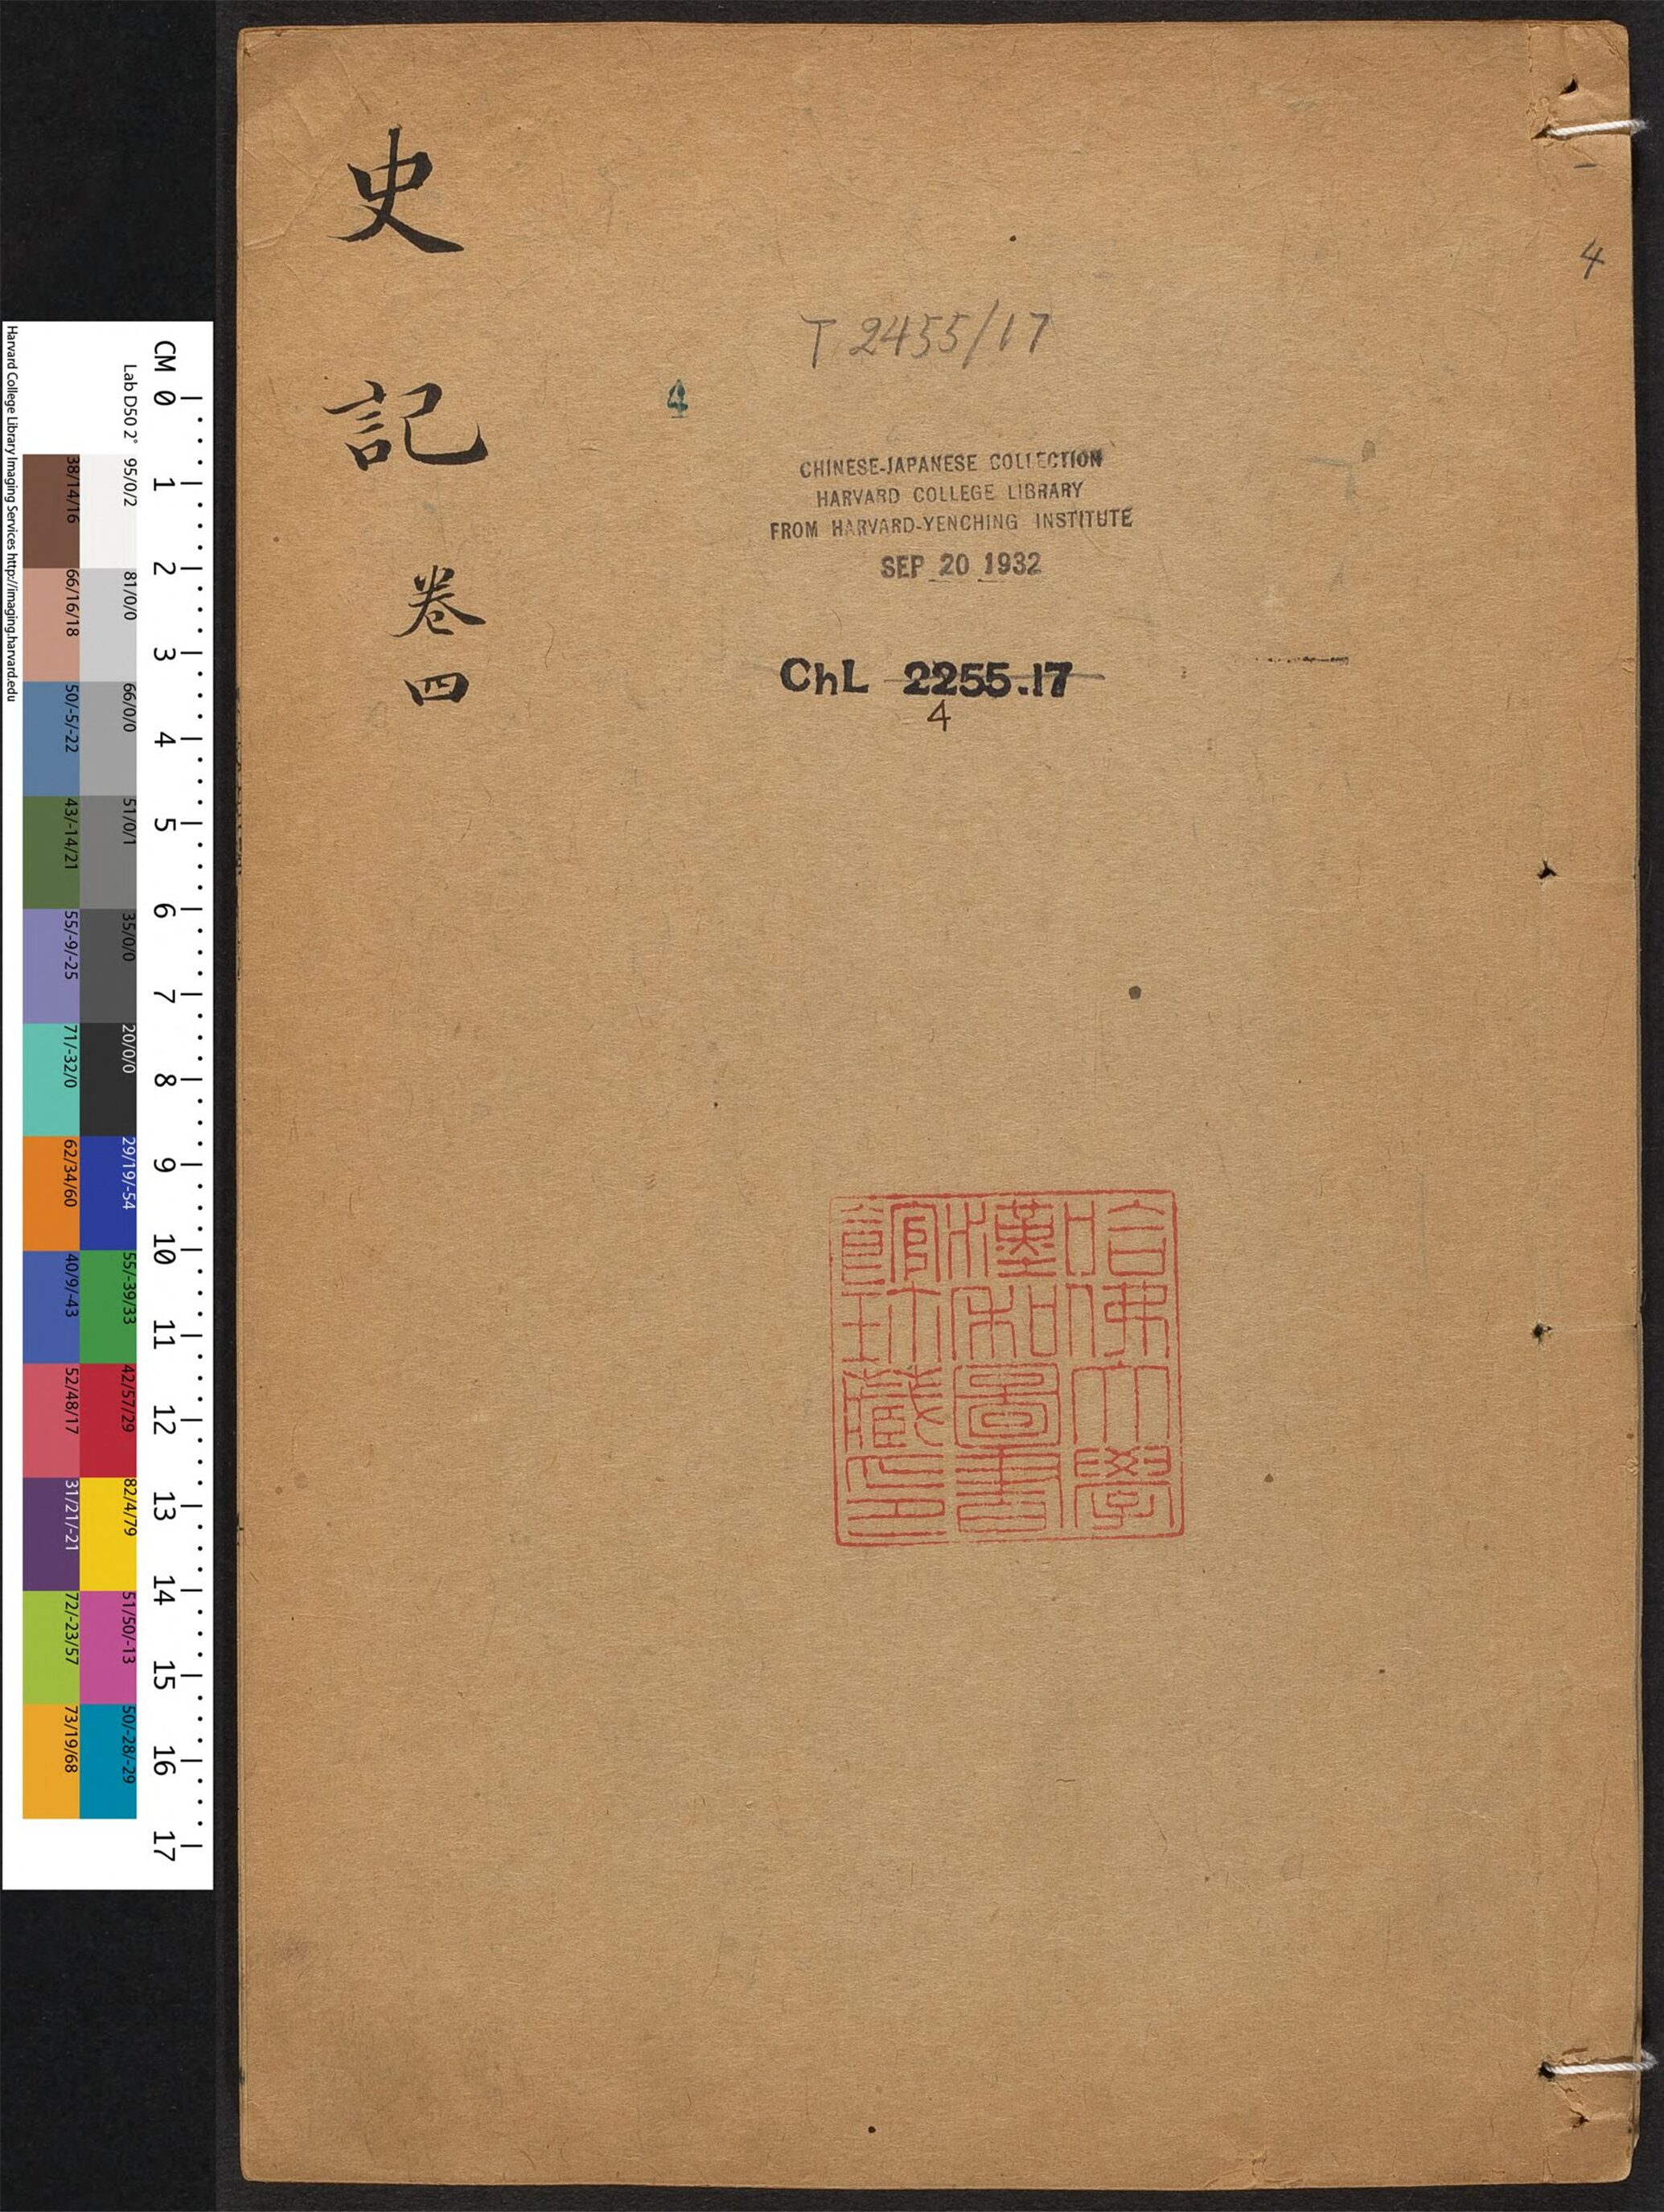 史記
卷四
T 2455/17
4
4
CHINESE-JAPANESE COLLECTION
HARVARD COLLEGE LIBRARY
FROM HARVARD-YENCHING INSTITUTE
SEP 20 1932
ChL 2255.17
4
哈佛大學
漢和圖書
館珍藏印
Harvard College Library Imaging Services http://imaging.harvard.edu
Lab D50 2°
CM 0 1 2 3 4 5 6 7 8 9 10 11 12 13 14 15 16 17
95/0/2 81/0/0 66/0/0 51/0/1 35/0/0 20/0/0 29/19/-54 55/-39/33 42/57/29 82/4/79 51/50/-13 50/-28/-29
38/14/16 66/16/18 50/-5/-22 43/-14/21 55/-9/-25 71/-32/0 62/34/60 40/9/-43 52/48/17 31/21/-21 72/-23/57 73/19/68